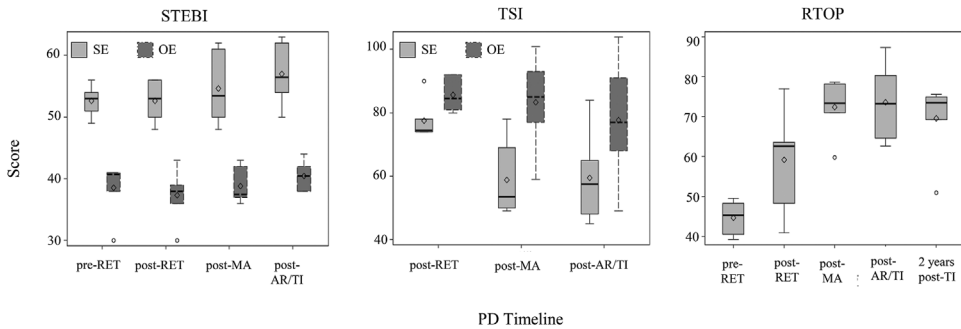 STEBI
TSI
RTOP
Score
60
50
40
30
SE
OE
pre-RET
post-RET
post-MA
post-
AR/TI
100
80
60
40
SE
OE
post-RET
post-MA
post-AR/TI
90
80
70
60
50
40
pre-
RET
post-
RET
post-
MA
post-
AR/TI
2 years
post-TI
PD Timeline